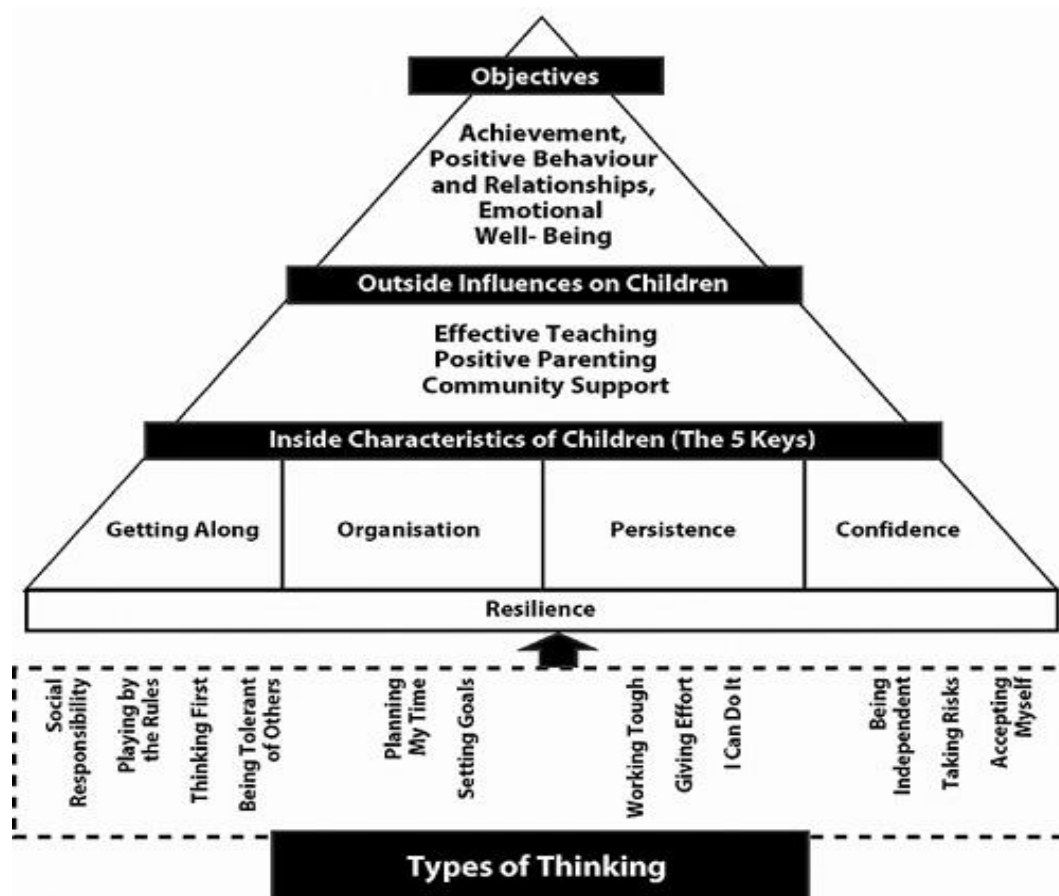 Objectives
Achievement,
Positive Behaviour
and Relationships,
Emotional
Well- Being
Outside Influences on Children
Effective Teaching
Positive Parenting
Community Support
Inside Characteristics of Children (The 5 Keys)
Getting Along
Organisation
Persistence
Confidence
Resilience
Social
Responsibility
Playing by
the Rules
Thinking First
Being Tolerant
of Others
Planning
My Time
Setting Goals
Working Tough
Giving Effort
I Can Do It
Being
Independent
Taking Risks
Accepting
Myself
Types of Thinking